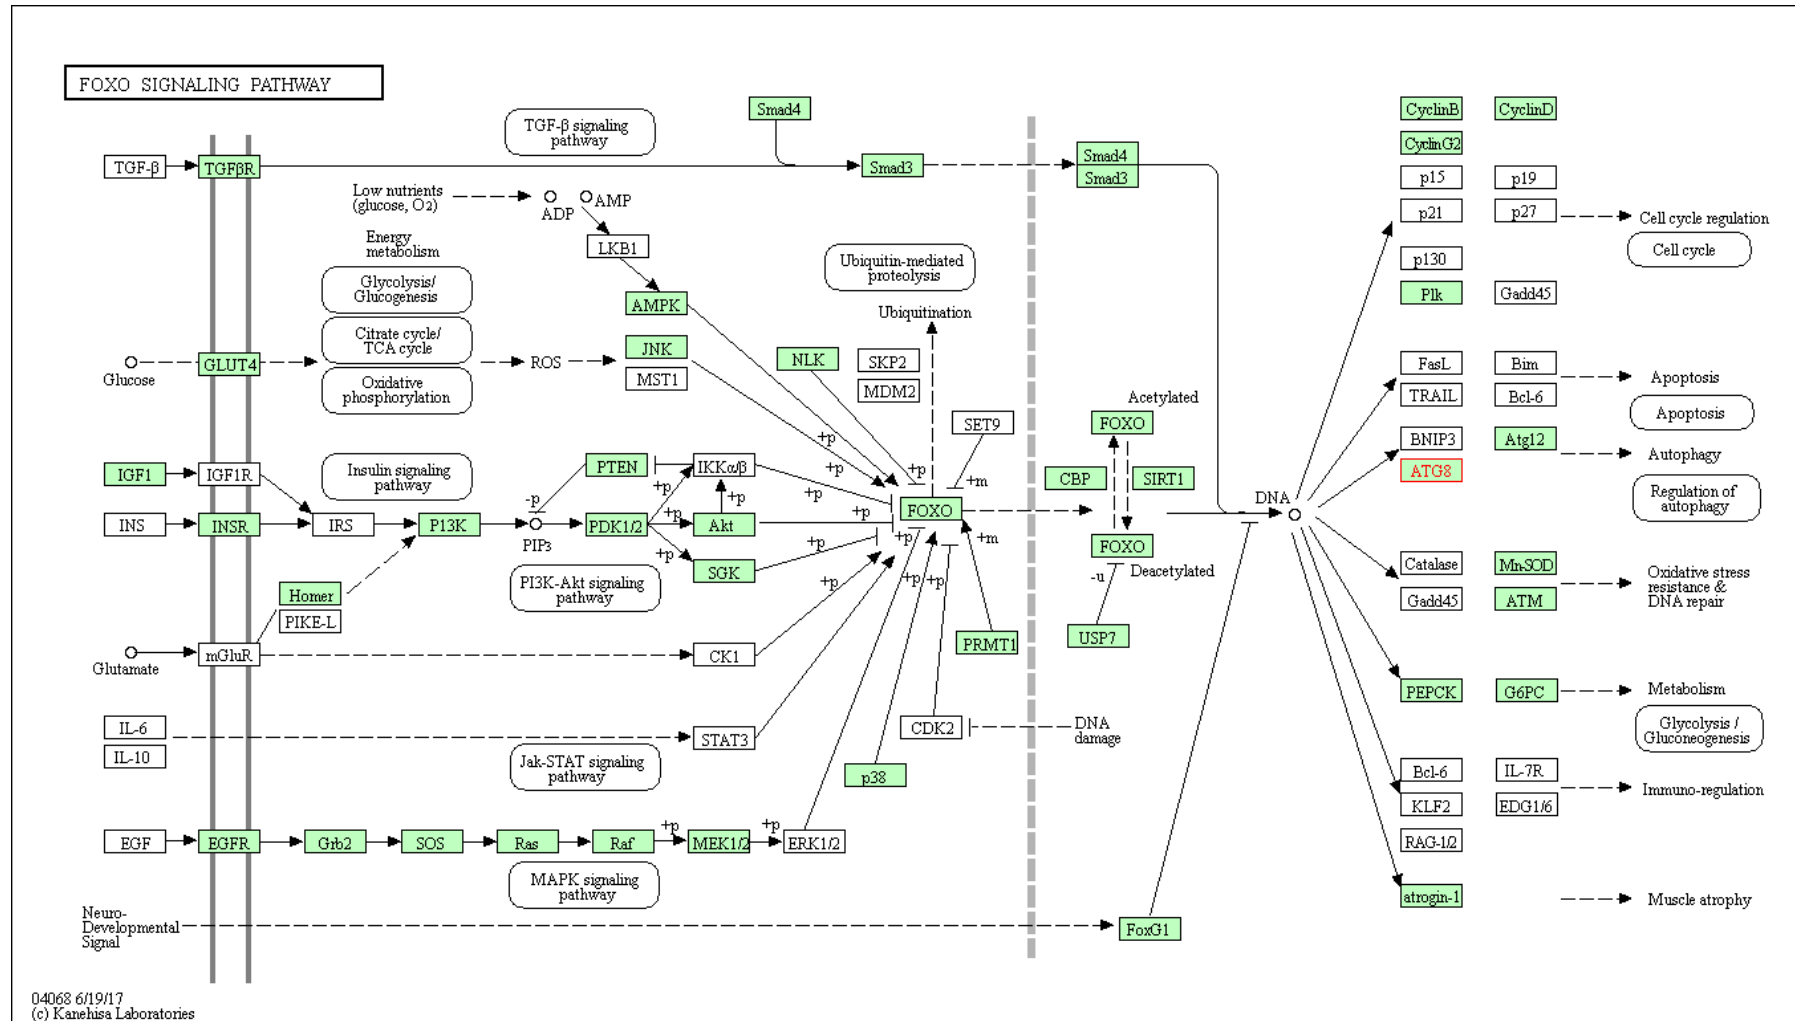 FOXO SIGNALING PATHWAY
TGF-β signaling
pathway
Smad4
CyclinB
CyclinD
CyclinG2
TGF-β
TGFβR
Smad3
Smad4
Smad3
p15
p19
Low nutrients
(glucose, O2)
ADP
AMP
p21
p27
Cell cycle regulation
Cell cycle
Energy
metabolism
LKB1
Ubiquitin-mediated
proteolysis
p130
Glycolysis/
Glucogenesis
AMPK
Plk
Gadd45
Ubiquitination
Citrate cycle/
TCA cycle
JNK
NLK
SKP2
Glucose
GLUT4
ROS
MST1
MDM2
FasL
Bim
Apoptosis
Oxidative
phosphorylation
TRAIL
Bcl-6
Apoptosis
Acetylated
SET9
FOXO
+p
BNIP3
Atg12
Autophagy
IGF1
IGF1R
Insulin signaling
pathway
PTEN
IKKα/β
+p
+p
+m
CBP
SIRT1
ATG8
Regulation of
autophagy
-p
+p
+p
+p
DNA
INS
INSR
IRS
P13K
PIP3
PDK1/2
+p
Akt
FOXO
+p
+m
FOXO
+p
+p
SGK
+p
+p
+p
-u
Deacetylated
Catalase
Mn-SOD
Oxidative stress
resistance &
DNA repair
PI3K-Akt signaling
pathway
Homer
PIKE-L
Gadd45
ATM
Glutamate
mGluR
CK1
PRMT1
USP7
PEPCK
G6PC
Metabolism
Glycolysis /
Gluconeogenesis
IL-6
IL-10
STAT3
CDK2
DNA
damage
Jak-STAT signaling
pathway
p38
Bcl-6
IL-7R
Immuno-regulation
KLF2
EDG1/6
EGF
EGFR
Grb2
SOS
Ras
Raf
+p
MEK1/2
+p
ERK1/2
RAG-1/2
MAPK signaling
pathway
atrogin-1
Muscle atrophy
Neuro-
Developmental
Signal
FoxG1
04068 6/19/17
(c) Kanehisa Laboratories